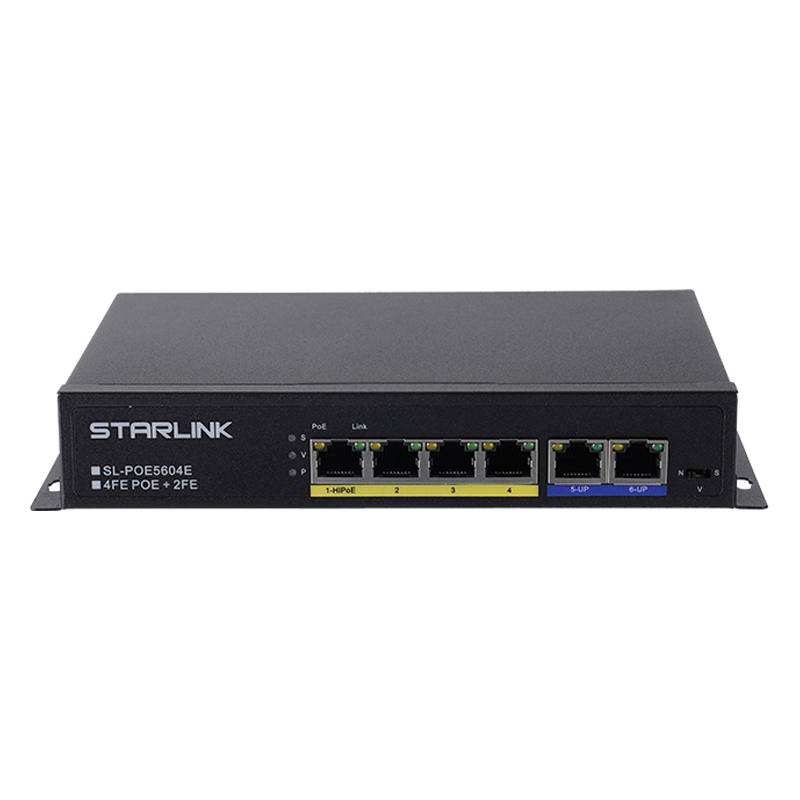 STARLINK
SL-POE5604E
4FE POE + 2FE
PoE Link
S
V
P
1-HiPoE 2 3 4
5-UP 6-UP
N S
V